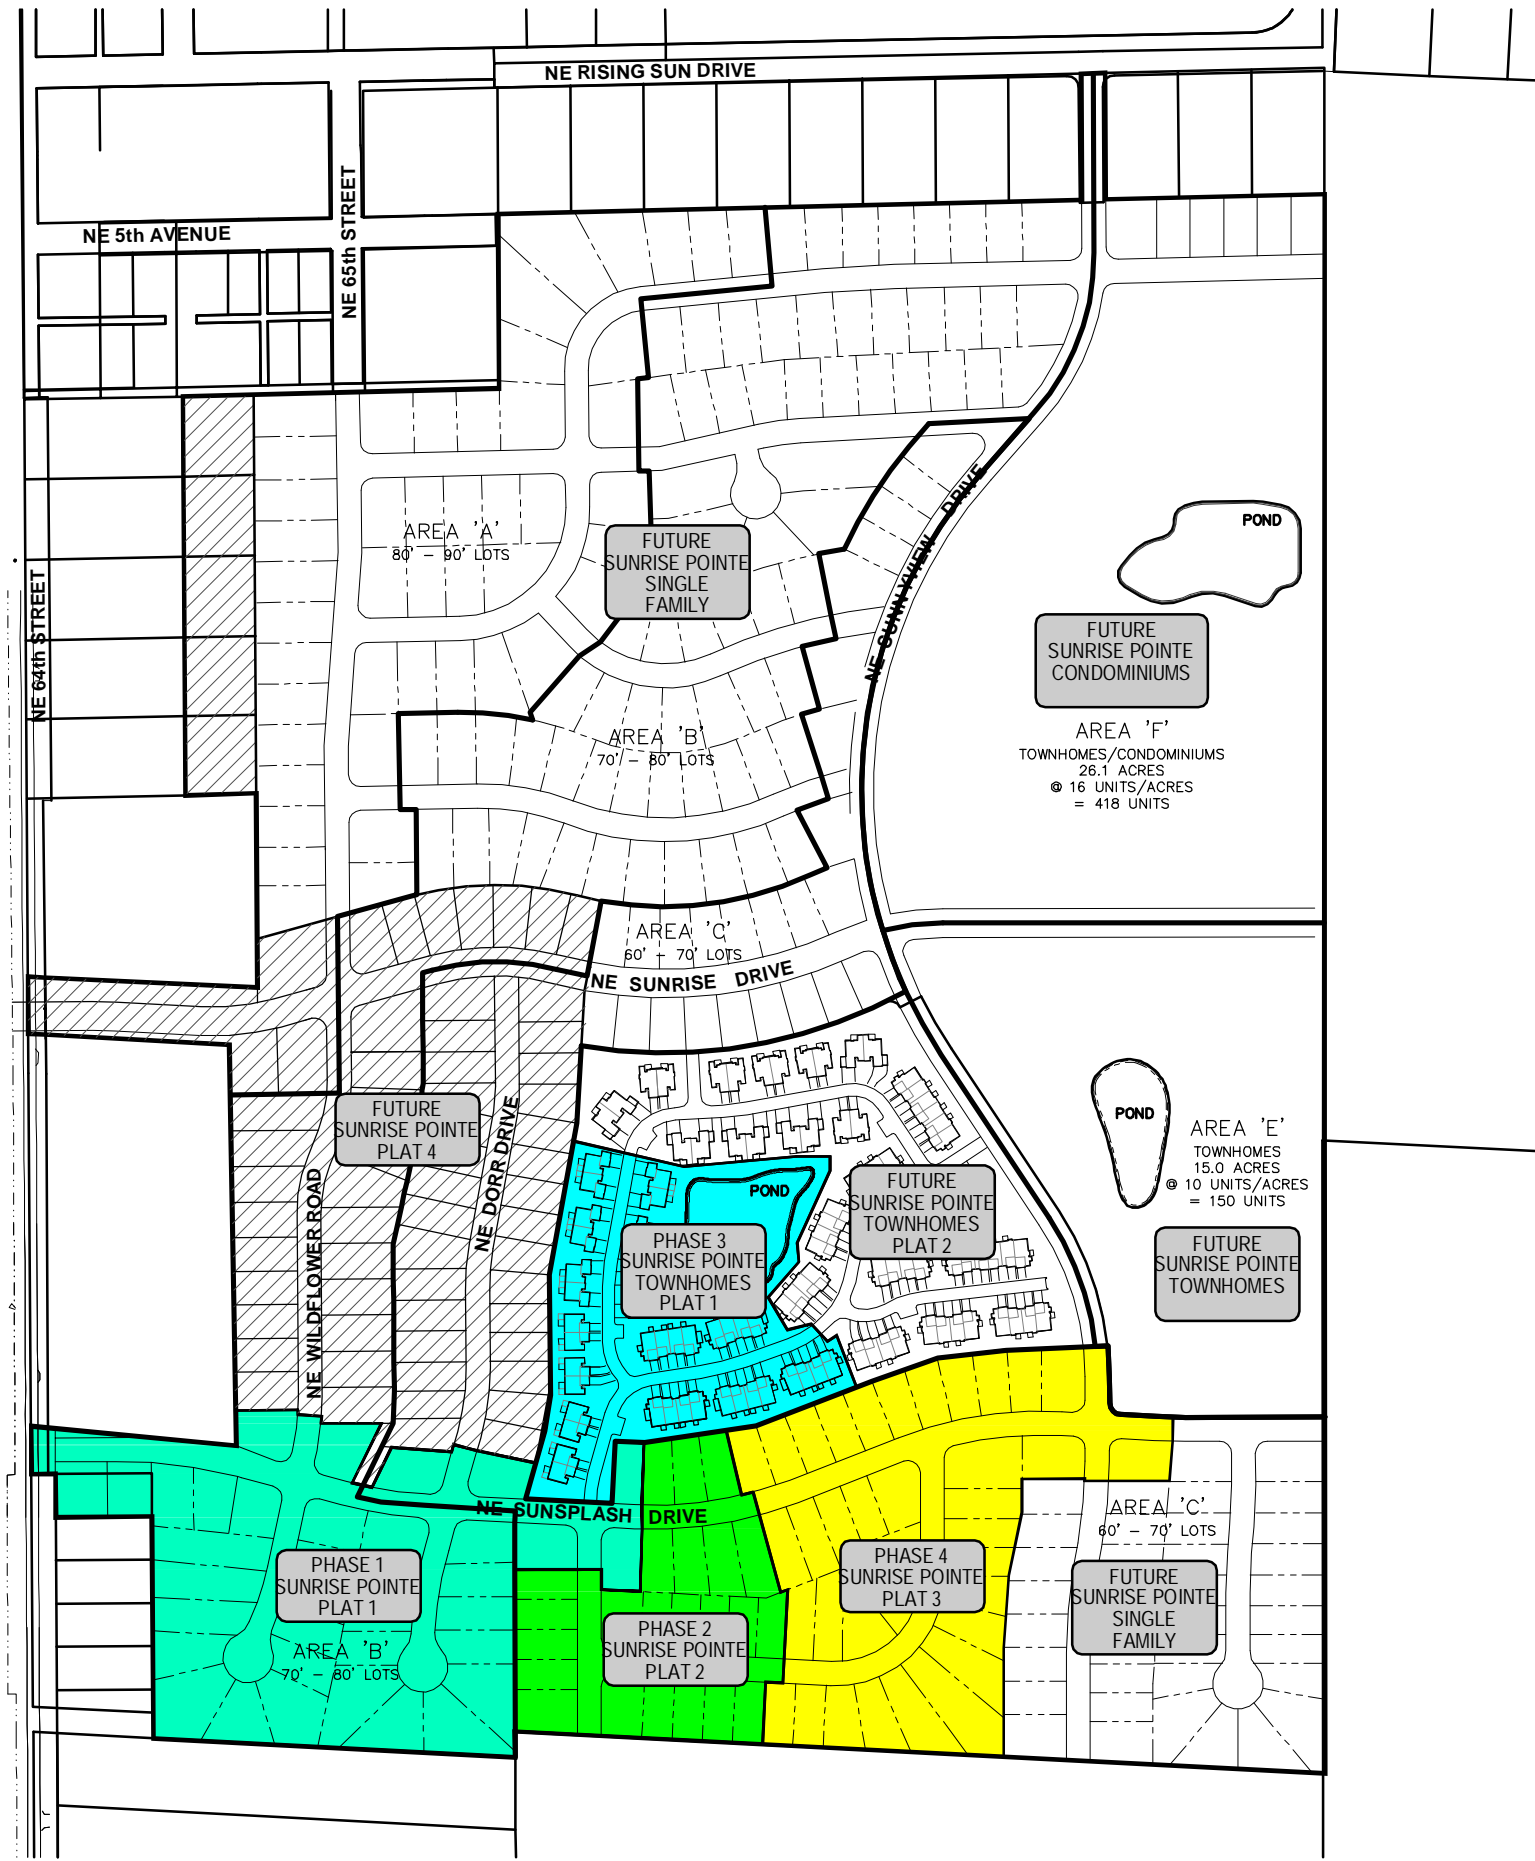 NE RISING SUN DRIVE
NE 5th AVENUE
NE 65th STREET
NE 64th STREET
AREA 'A'
80' - 90' LOTS
FUTURE
SUNRISE POINTE
SINGLE
FAMILY
NE SUNNYVIEW DRIVE
POND
FUTURE
SUNRISE POINTE
CONDOMINIUMS
AREA 'F'
TOWNHOMES/CONDOMINIUMS
26.1 ACRES
@ 16 UNITS/ACRES
= 418 UNITS
AREA 'B'
70' - 80' LOTS
AREA 'C'
60' - 70' LOTS
NE SUNRISE DRIVE
FUTURE
SUNRISE POINTE
PLAT 4
NE DORR DRIVE
NE WILDFLOWER ROAD
POND
AREA 'E'
TOWNHOMES
15.0 ACRES
@ 10 UNITS/ACRES
= 150 UNITS
FUTURE
SUNRISE POINTE
TOWNHOMES
POND
FUTURE
SUNRISE POINTE
TOWNHOMES
PLAT 2
PHASE 3
SUNRISE POINTE
TOWNHOMES
PLAT 1
NE SUNSPLASH DRIVE
AREA 'C'
60' - 70' LOTS
PHASE 1
SUNRISE POINTE
PLAT 1
AREA 'B'
70' - 80' LOTS
PHASE 2
SUNRISE POINTE
PLAT 2
PHASE 4
SUNRISE POINTE
PLAT 3
FUTURE
SUNRISE POINTE
SINGLE
FAMILY